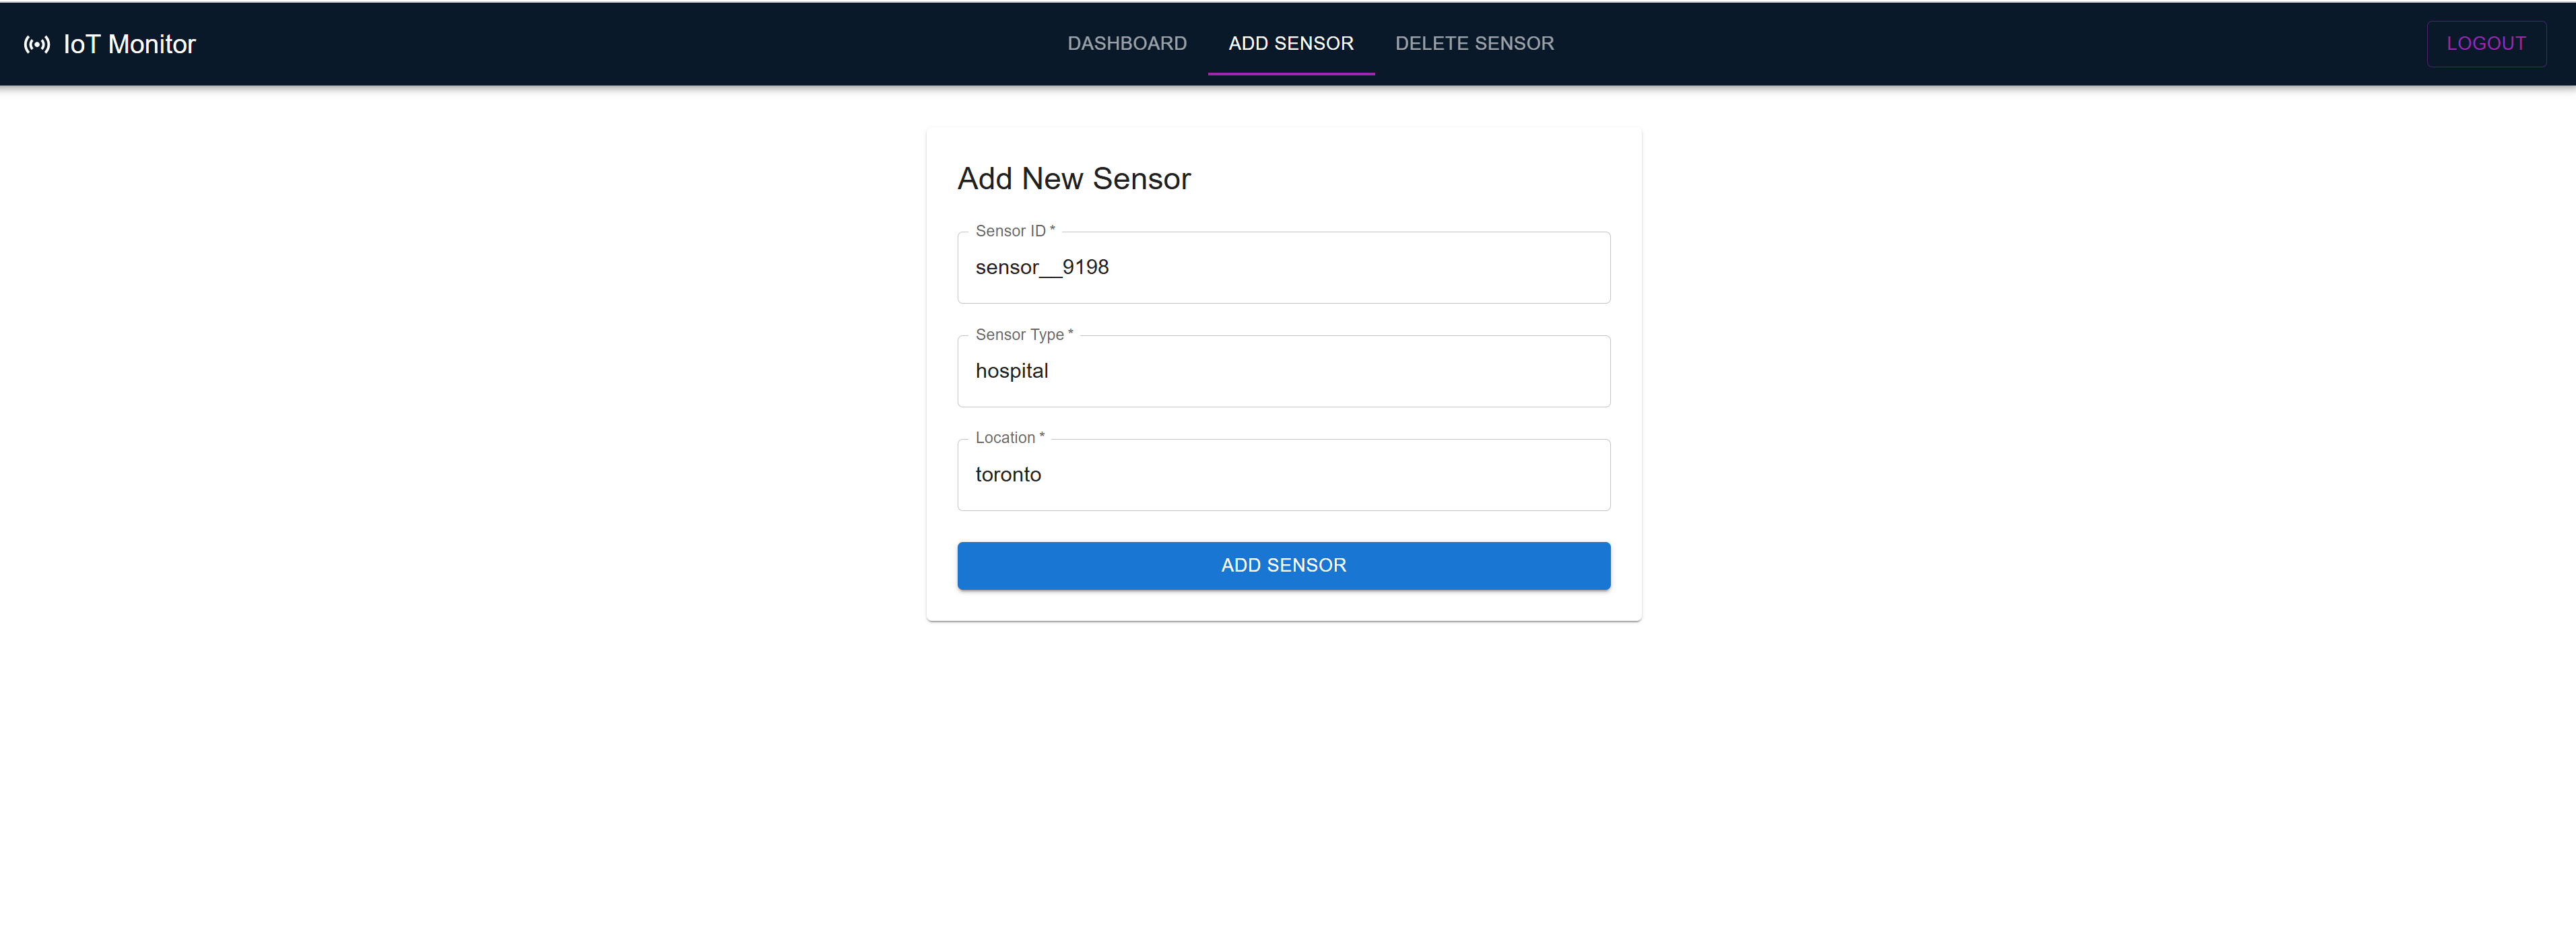 IoT Monitor
DASHBOARD
ADD SENSOR
DELETE SENSOR
LOGOUT
Add New Sensor
Sensor ID *
sensor__9198
Sensor Type *
hospital
Location *
toronto
ADD SENSOR